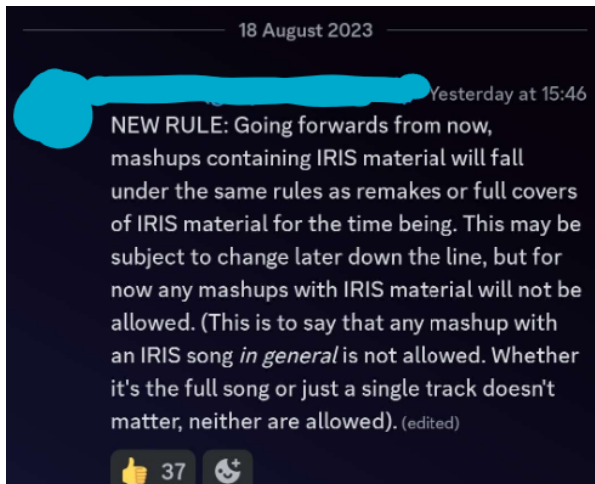 18 August 2023
Yesterday at 15:46
NEW RULE: Going forwards from now,
mashups containing IRIS material will fall
under the same rules as remakes or full covers
of IRIS material for the time being. This may be
subject to change later down the line, but for
now any mashups with IRIS material will not be
allowed. (This is to say that any mashup with
an IRIS song in general is not allowed. Whether
it's the full song or just a single track doesn't
matter, neither are allowed). (edited)
37